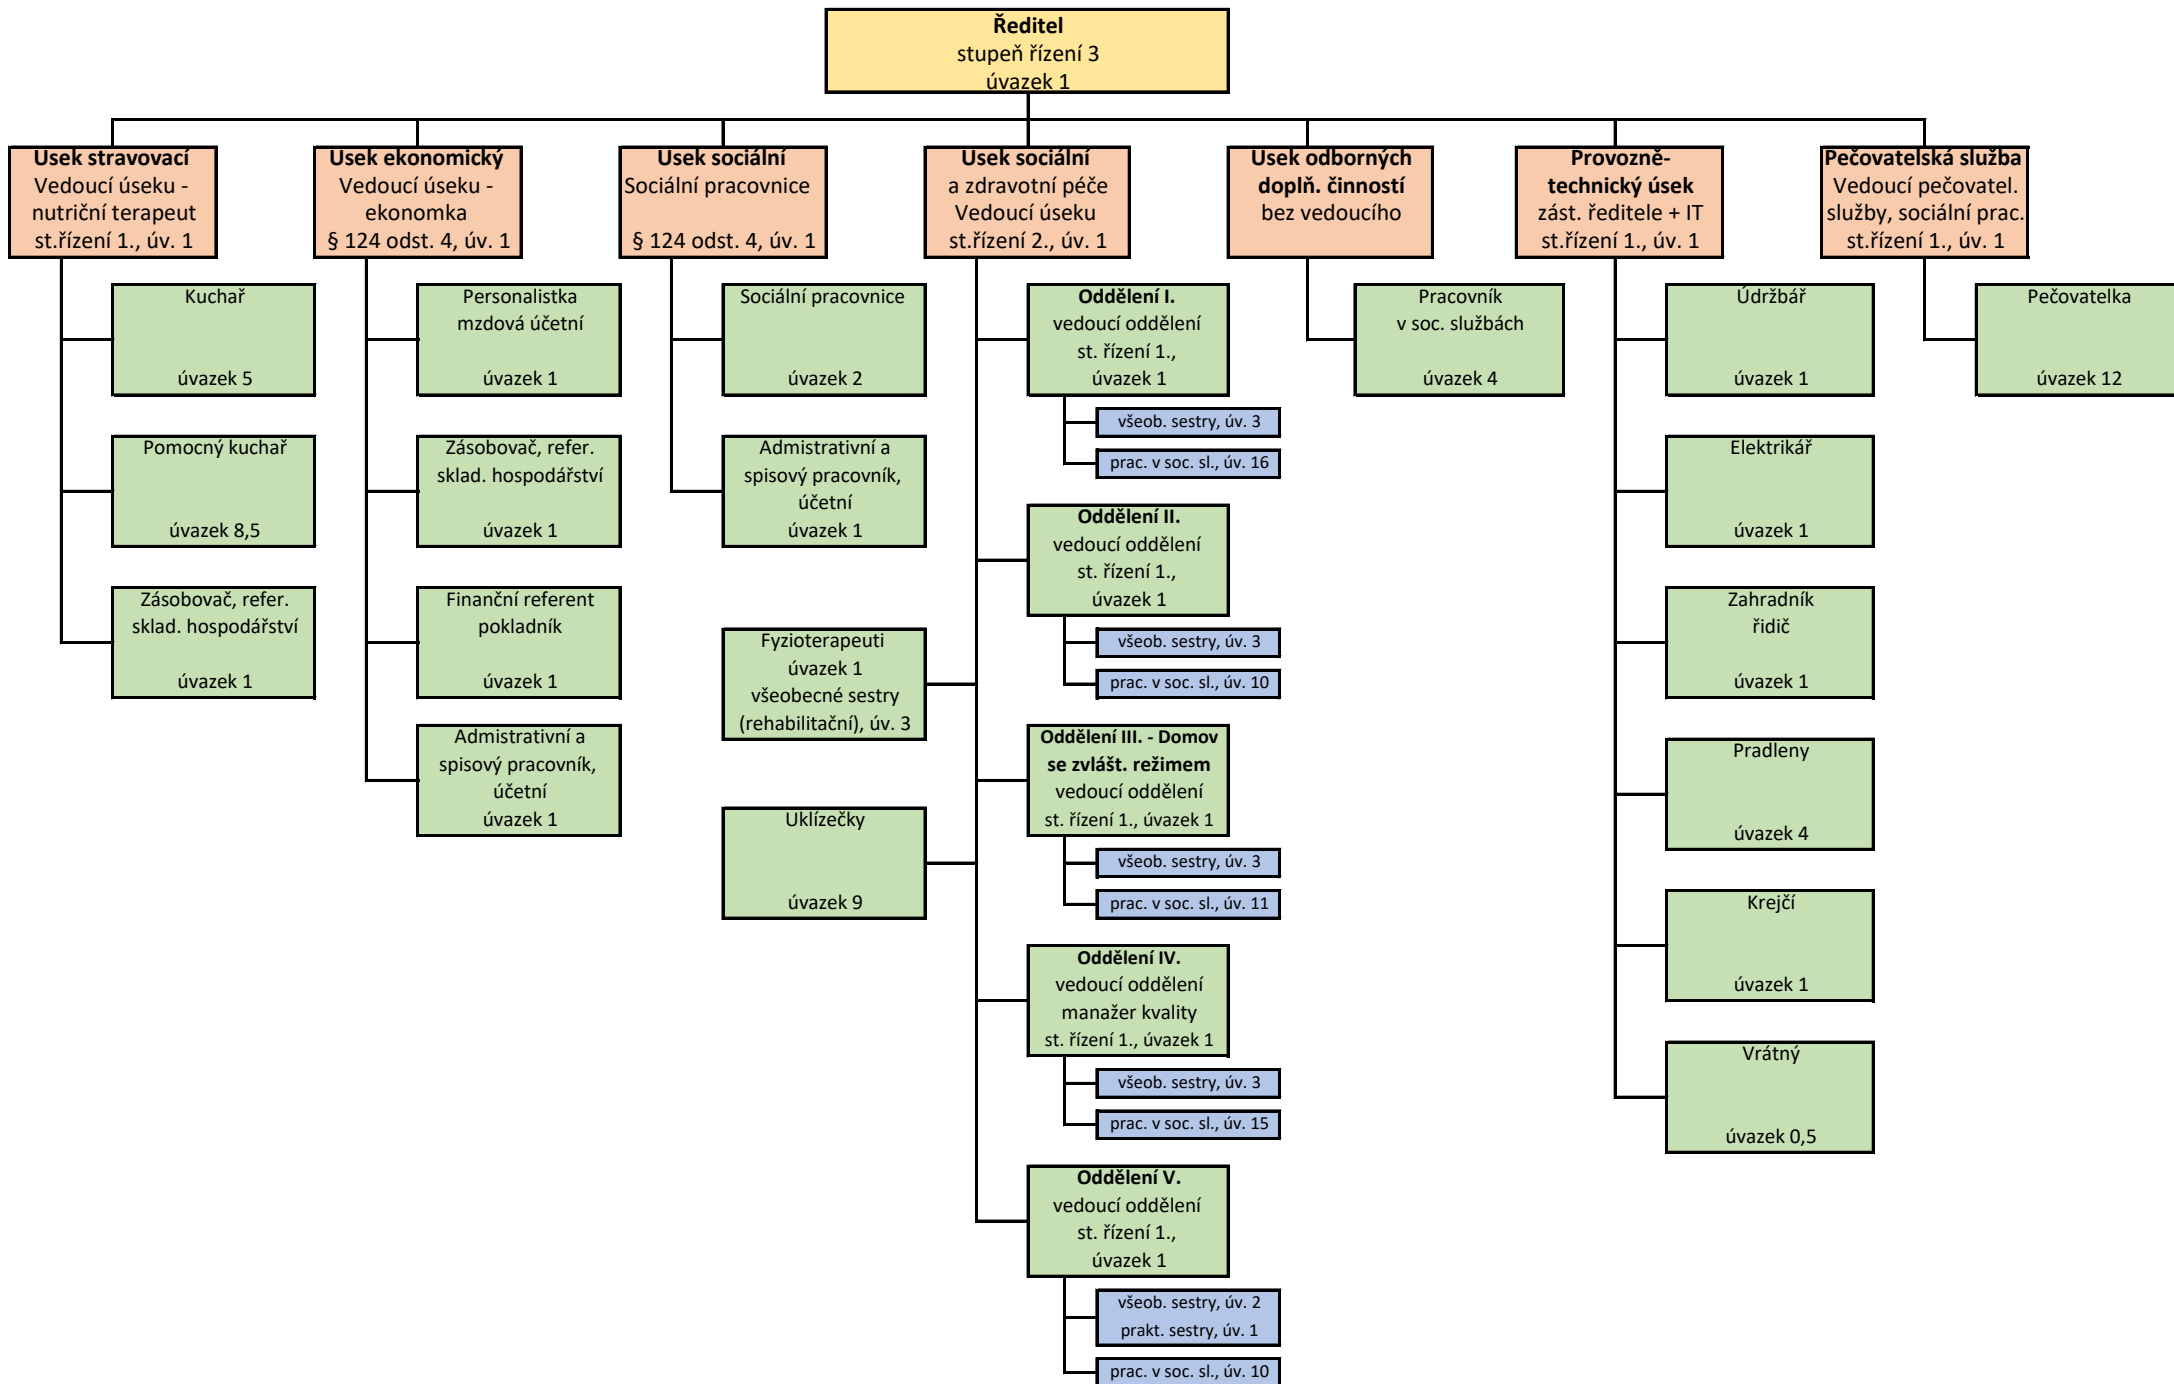 Ředitel
stupeň řízení 3
úvazek 1
Úsek stravovací
Vedoucí úseku -
nutriční terapeut
st.řízení 1., úv. 1
Úsek ekonomický
Vedoucí úseku -
ekonomka
§ 124 odst. 4, úv. 1
Úsek sociální
Sociální pracovnice
§ 124 odst. 4, úv. 1
Úsek sociální
a zdravotní péče
Vedoucí úseku
st.řízení 2., úv. 1
Úsek odborných
doplň. činností
bez vedoucího
Provozně-
technický úsek
zást. ředitele + IT
st.řízení 1., úv. 1
Pečovatelská služba
Vedoucí pečovatel.
služby, sociální prac.
st.řízení 1., úv. 1
Kuchař
úvazek 5
Pomocný kuchař
úvazek 8,5
Zásobovač, refer.
sklad. hospodářství
úvazek 1
Personalistka
mzdová účetní
úvazek 1
Zásobovač, refer.
sklad. hospodářství
úvazek 1
Finanční referent
pokladník
úvazek 1
Admistrativní a
spisový pracovník,
účetní
úvazek 1
Sociální pracovnice
úvazek 2
Admistrativní a
spisový pracovník,
účetní
úvazek 1
Fyzioterapeuti
úvazek 1
všeobecné sestry
(rehabilitační), úv. 3
Uklízečky
úvazek 9
Oddělení I.
vedoucí oddělení
st. řízení 1.,
úvazek 1
všeob. sestry, úv. 3
prac. v soc. sl., úv. 16
Oddělení II.
vedoucí oddělení
st. řízení 1.,
úvazek 1
všeob. sestry, úv. 3
prac. v soc. sl., úv. 10
Oddělení III. - Domov
se zvlášt. režimem
vedoucí oddělení
st. řízení 1., úvazek 1
všeob. sestry, úv. 3
prac. v soc. sl., úv. 11
Oddělení IV.
vedoucí oddělení
manažer kvality
st. řízení 1., úvazek 1
všeob. sestry, úv. 3
prac. v soc. sl., úv. 15
Oddělení V.
vedoucí oddělení
st. řízení 1.,
úvazek 1
všeob. sestry, úv. 2
prakt. sestry, úv. 1
prac. v soc. sl., úv. 10
Pracovník
v soc. službách
úvazek 4
Údržbář
úvazek 1
Elektrikář
úvazek 1
Zahradník
řidič
úvazek 1
Pradleny
úvazek 4
Krejčí
úvazek 1
Vrátný
úvazek 0,5
Pečovatelka
úvazek 12